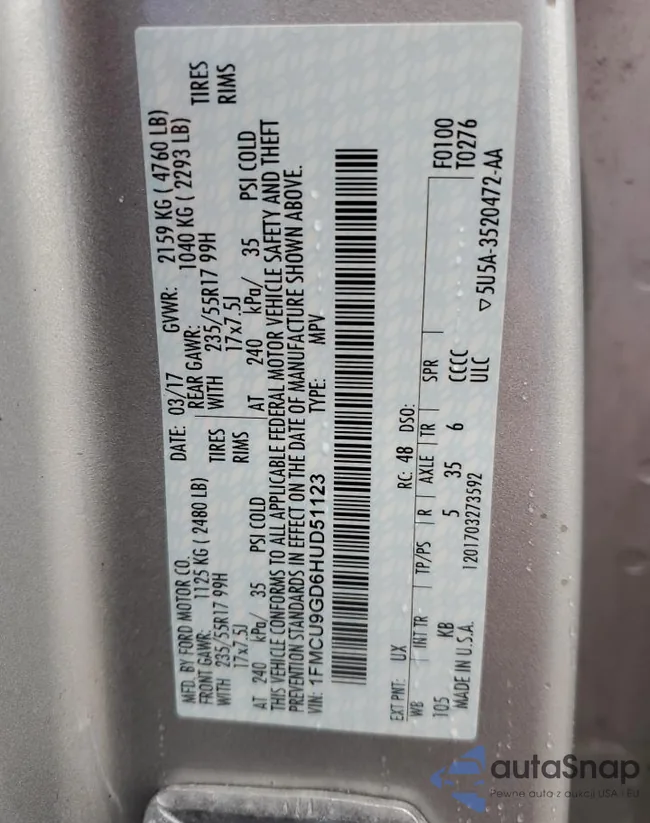 MFD. BY FORD MOTOR CO.
DATE: 03/17 GVWR: 2159 KG ( 4760 LB)
FRONT GAWR: 1125 KG ( 2480 LB) REAR GAWR: 1040 KG ( 2293 LB)
WITH 235/55R17 99H TIRES WITH 235/55R17 99H TIRES
17x7.5J RIMS 17x7.5J RIMS
AT 240 kPa/ 35 PSI COLD AT 240 kPa/ 35 PSI COLD
THIS VEHICLE CONFORMS TO ALL APPLICABLE FEDERAL MOTOR VEHICLE SAFETY AND THEFT
PREVENTION STANDARDS IN EFFECT ON THE DATE OF MANUFACTURE SHOWN ABOVE.
VIN: 1FMCU9GD6HUD51123 TYPE: MPV
EXT PNT: UX RC: 48 DSO: F0100
T0276
WB INT TR TP/PS R AXLE TR SPR
105 KB 5 35 6 CCCC
ULC
MADE IN U.S.A. 1201703273592
▽5U5A-3520472-AA
autaSnap
Pewne auta z aukcji USA i EU